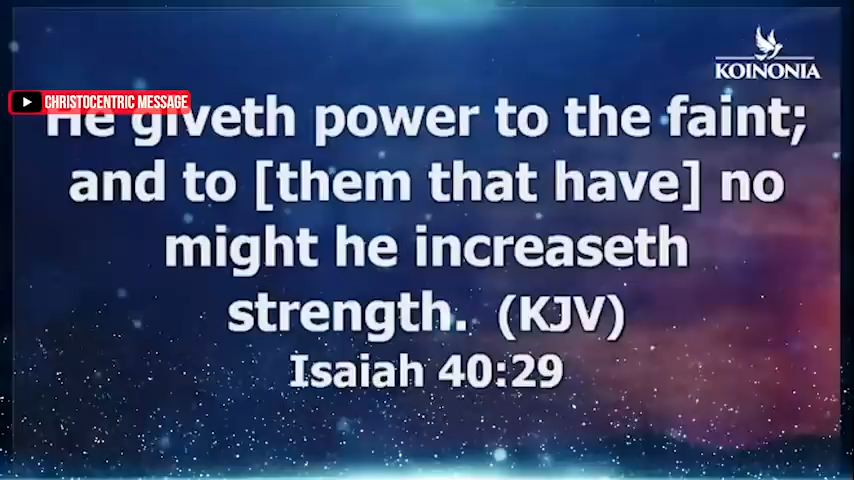 KOINONIA
CHRISTOCENTRIC MESSAGE
He giveth power to the faint;
and to [them that have] no
might he increaseth
strength. (KJV)
Isaiah 40:29